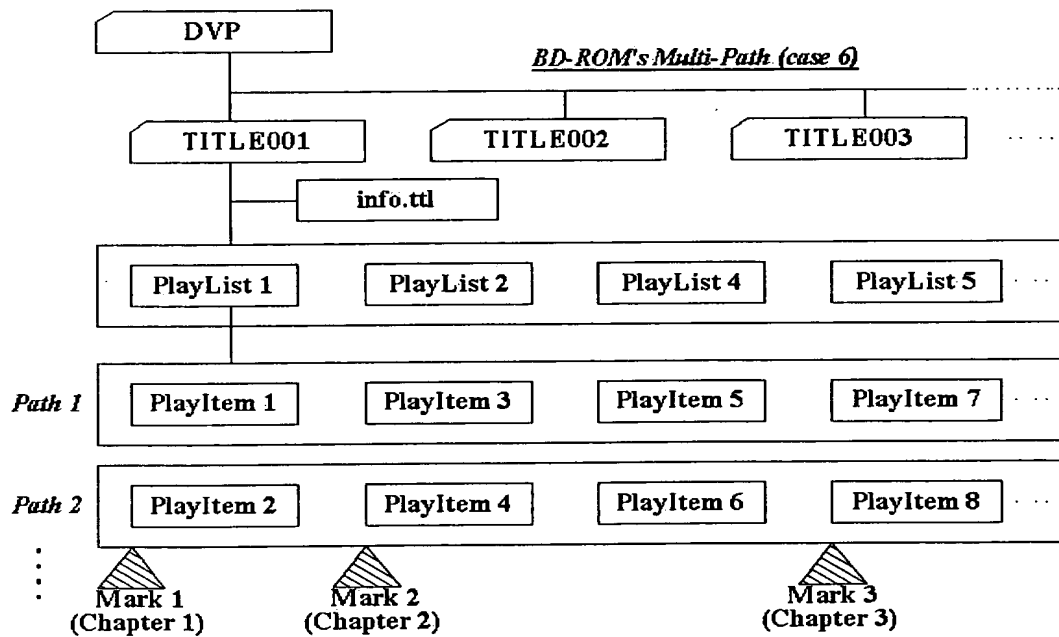 DVP
BD-ROM's Multi-Path (case 6)
TITLE001
TITLE002
TITLE003
info.ttl
PlayList 1
PlayList 2
PlayList 4
PlayList 5
Path 1
PlayItem 1
PlayItem 3
PlayItem 5
PlayItem 7
Path 2
PlayItem 2
PlayItem 4
PlayItem 6
PlayItem 8
Mark 1
(Chapter 1)
Mark 2
(Chapter 2)
Mark 3
(Chapter 3)